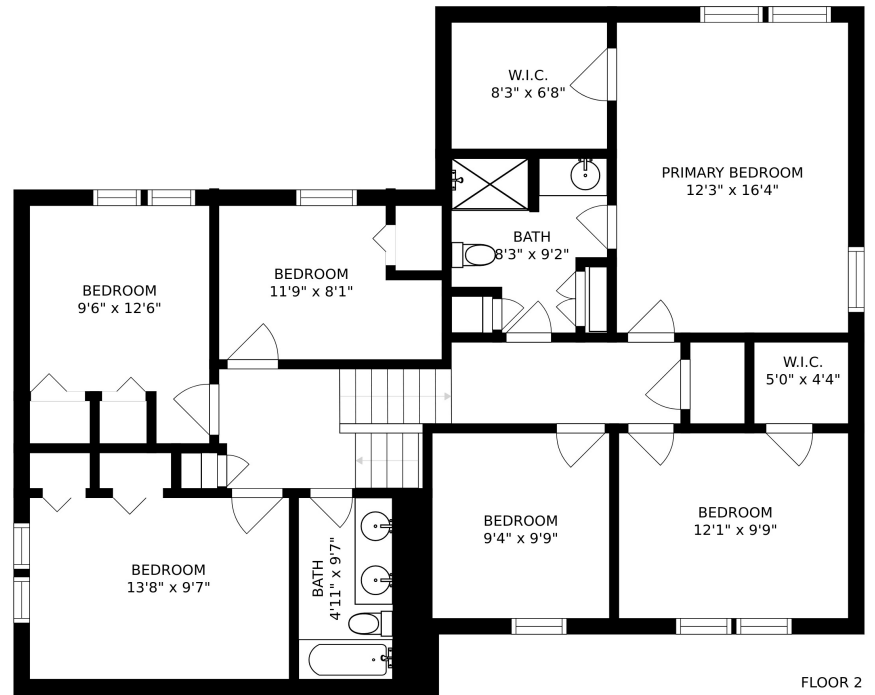 W.I.C.
8'3" x 6'8"
PRIMARY BEDROOM
12'3" x 16'4"
BATH
8'3" x 9'2"
BEDROOM
11'9" x 8'1"
BEDROOM
9'6" x 12'6"
W.I.C.
5'0" x 4'4"
BEDROOM
12'1" x 9'9"
BEDROOM
9'4" x 9'9"
BATH
4'11" x 9'7"
BEDROOM
13'8" x 9'7"
FLOOR 2